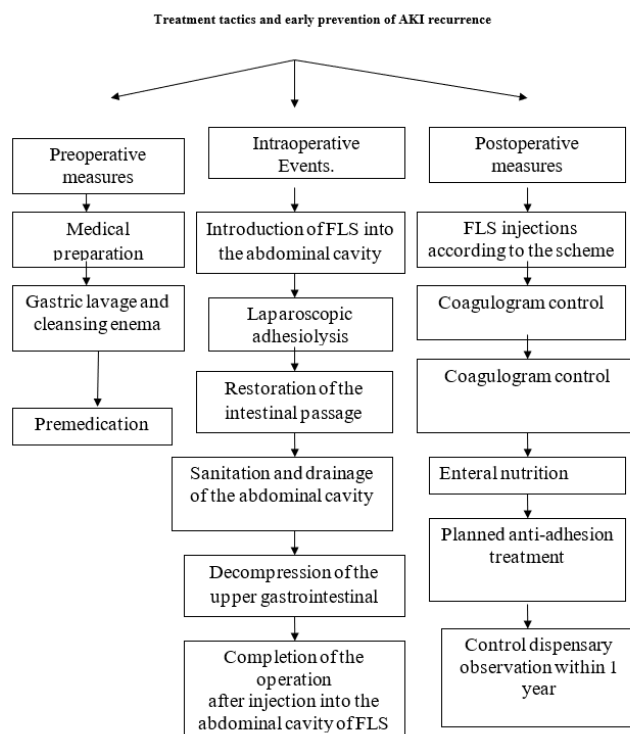 Treatment tactics and early prevention of AKI recurrence
Preoperative
measures
Medical
preparation
Gastric lavage and
cleansing enema
Premedication
Intraoperative
Events.
Introduction of FLS into
the abdominal cavity
Laparoscopic
adhesiolysis
Restoration of the
intestinal passage
Sanitation and drainage
of the abdominal cavity
Decompression of the
upper gastrointestinal
Completion of the
operation
after injection into the
abdominal cavity of FLS
Postoperative
measures
FLS injections
according to the scheme
Coagulogram control
Coagulogram control
Enteral nutrition
Planned anti-adhesion
treatment
Control dispensary
observation within 1
year